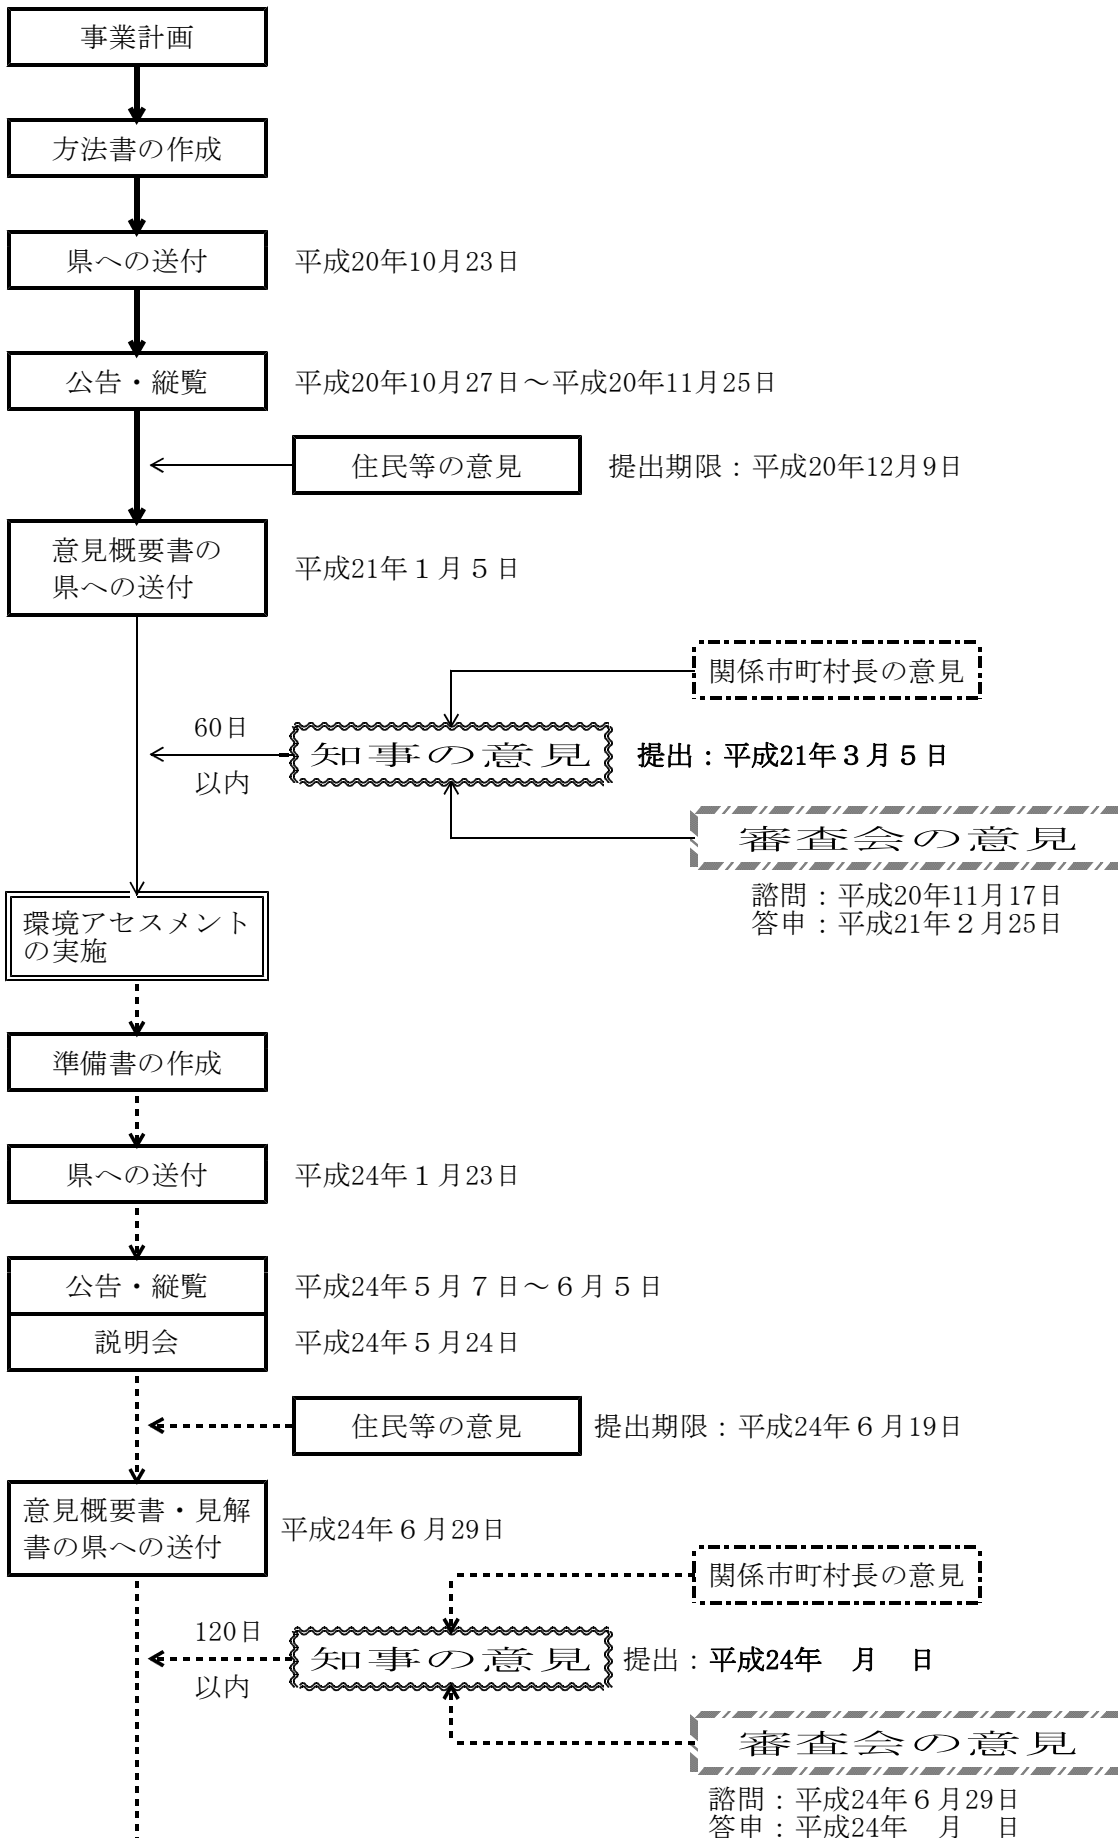 事業計画
方法書の作成
県への送付 平成20年10月23日
公告・縦覧 平成20年10月27日～平成20年11月25日
住民等の意見 提出期限：平成20年12月9日
意見概要書の
県への送付
平成21年１月５日
関係市町村長の意見
60日
以内
知事の意見 提出：平成21年３月５日
審査会の意見
諮問：平成20年11月17日
答申：平成21年２月25日
環境アセスメント
の実施
準備書の作成
県への送付 平成24年１月23日
公告・縦覧 平成24年５月７日～６月５日
説明会 平成24年５月24日
住民等の意見 提出期限：平成24年６月19日
意見概要書・見解
書の県への送付
平成24年６月29日
関係市町村長の意見
120日
以内
知事の意見 提出：平成24年　月　日
審査会の意見
諮問：平成24年６月29日
答申：平成24年　月　日